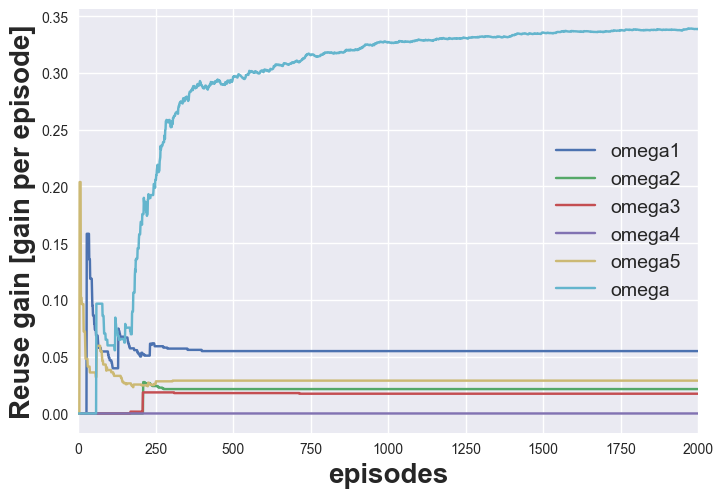 Reuse gain [gain per episode]
0.35
0.30
0.25
0.20
0.15
0.10
0.05
0.00
omega1
omega2
omega3
omega4
omega5
omega
0 250 500 750 1000 1250 1500 1750 2000
episodes